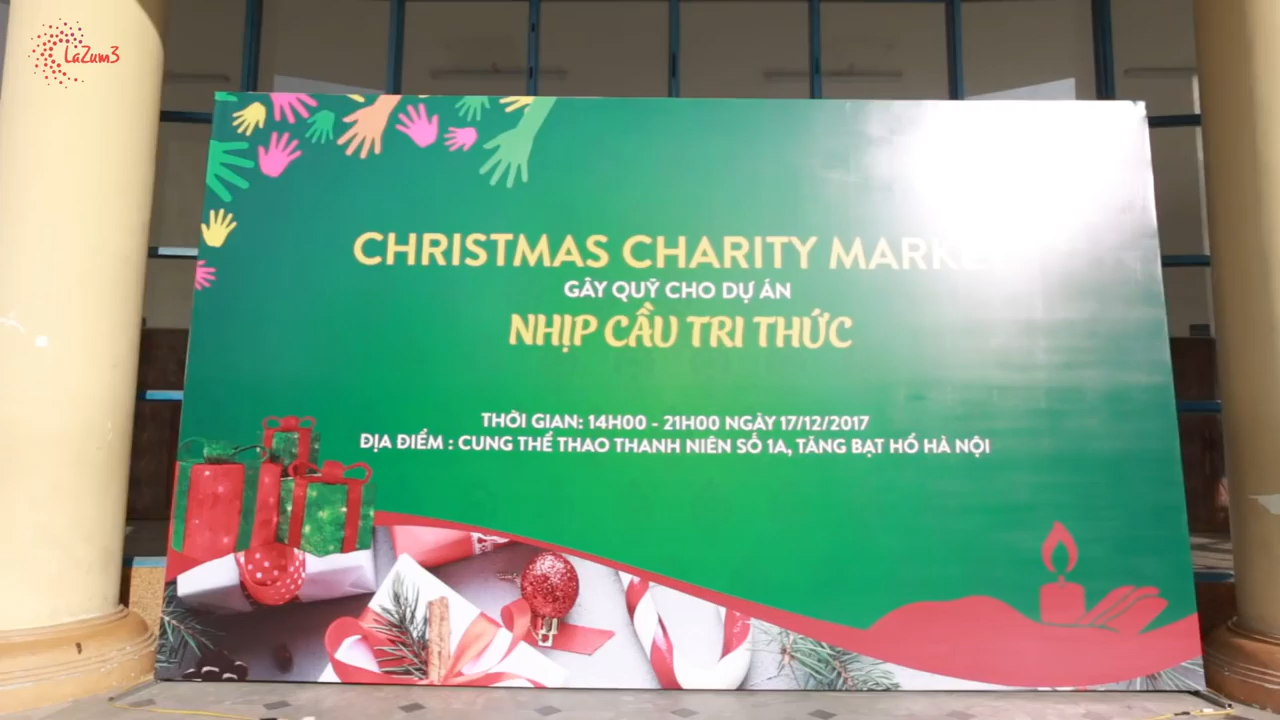 LaZum3
CHRISTMAS CHARITY
GÂY QUỸ CHO DỰ ÁN
NHỊP CẦU TRI THỨC
THỜI GIAN: 14H00 - 21H00 NGÀY 17/12/2017
ĐỊA ĐIỂM : CUNG THỂ THAO THANH NIÊN SỐ 1A, TĂNG BẠT HỔ HÀ NỘI